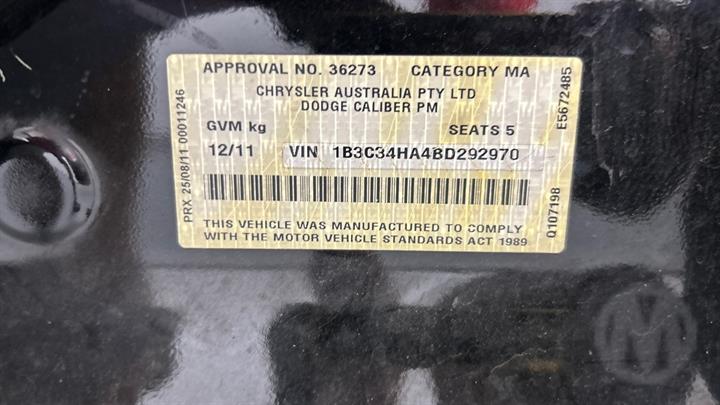 APPROVAL NO. 36273 CATEGORY MA
CHRYSLER AUSTRALIA PTY LTD
DODGE CALIBER PM
GVM kg SEATS 5
12/11 VIN 1B3C34HA4BD292970
THIS VEHICLE WAS MANUFACTURED TO COMPLY
WITH THE MOTOR VEHICLE STANDARDS ACT 1989
PRX 25/08/11 00011246
Q107198 E5672485
M